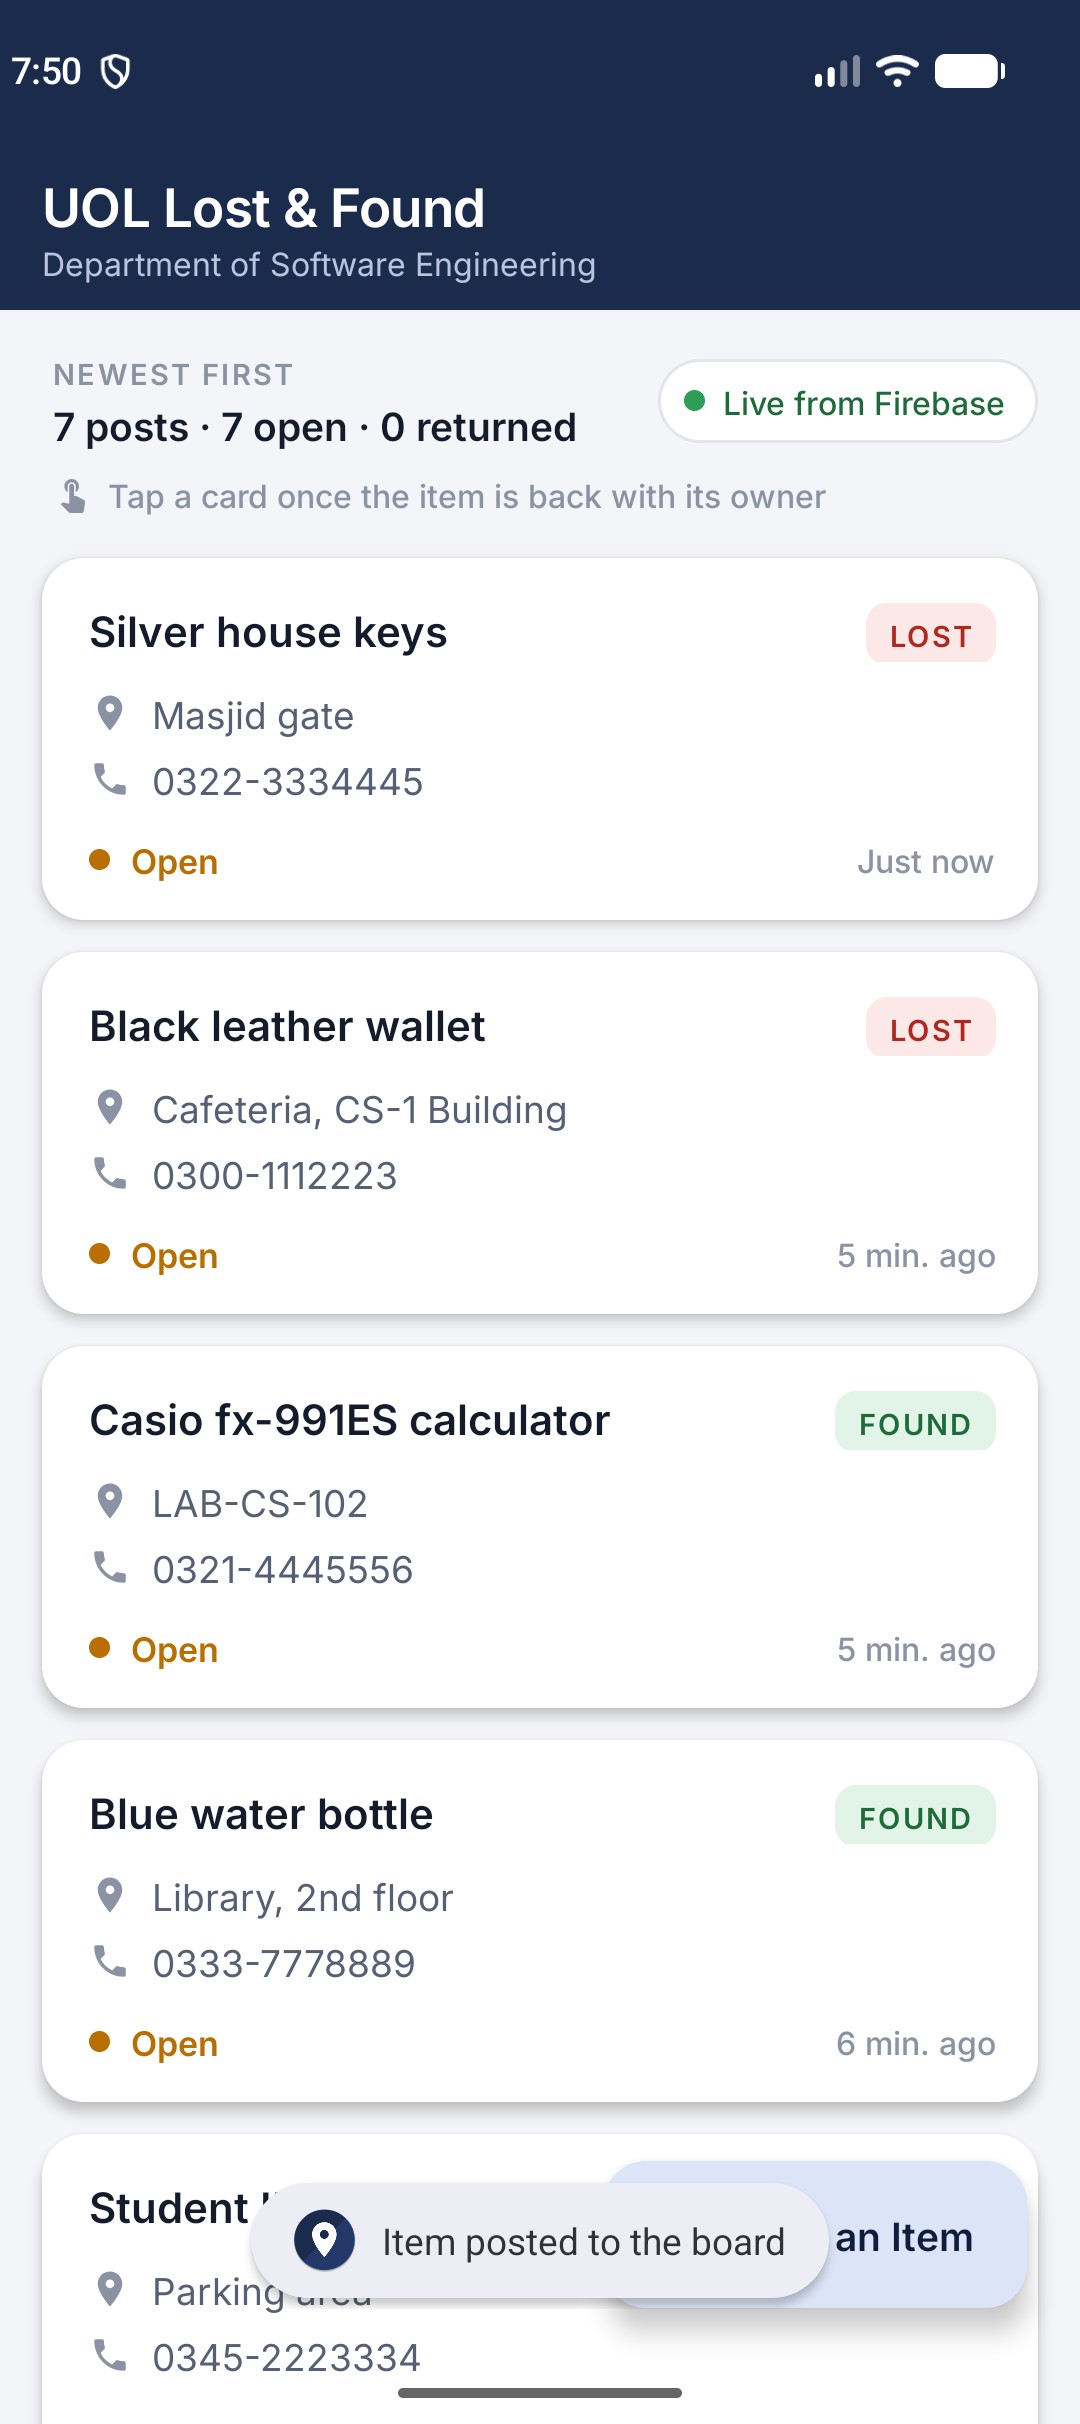 7:50
UOL Lost & Found
Department of Software Engineering
NEWEST FIRST
7 posts · 7 open · 0 returned
Live from Firebase
Tap a card once the item is back with its owner
Silver house keys
LOST
Masjid gate
0322-3334445
Open
Just now
Black leather wallet
LOST
Cafeteria, CS-1 Building
0300-1112223
Open
5 min. ago
Casio fx-991ES calculator
FOUND
LAB-CS-102
0321-4445556
Open
5 min. ago
Blue water bottle
FOUND
Library, 2nd floor
0333-7778889
Open
6 min. ago
Student
Item posted to the board
an Item
Parking area
0345-2223334